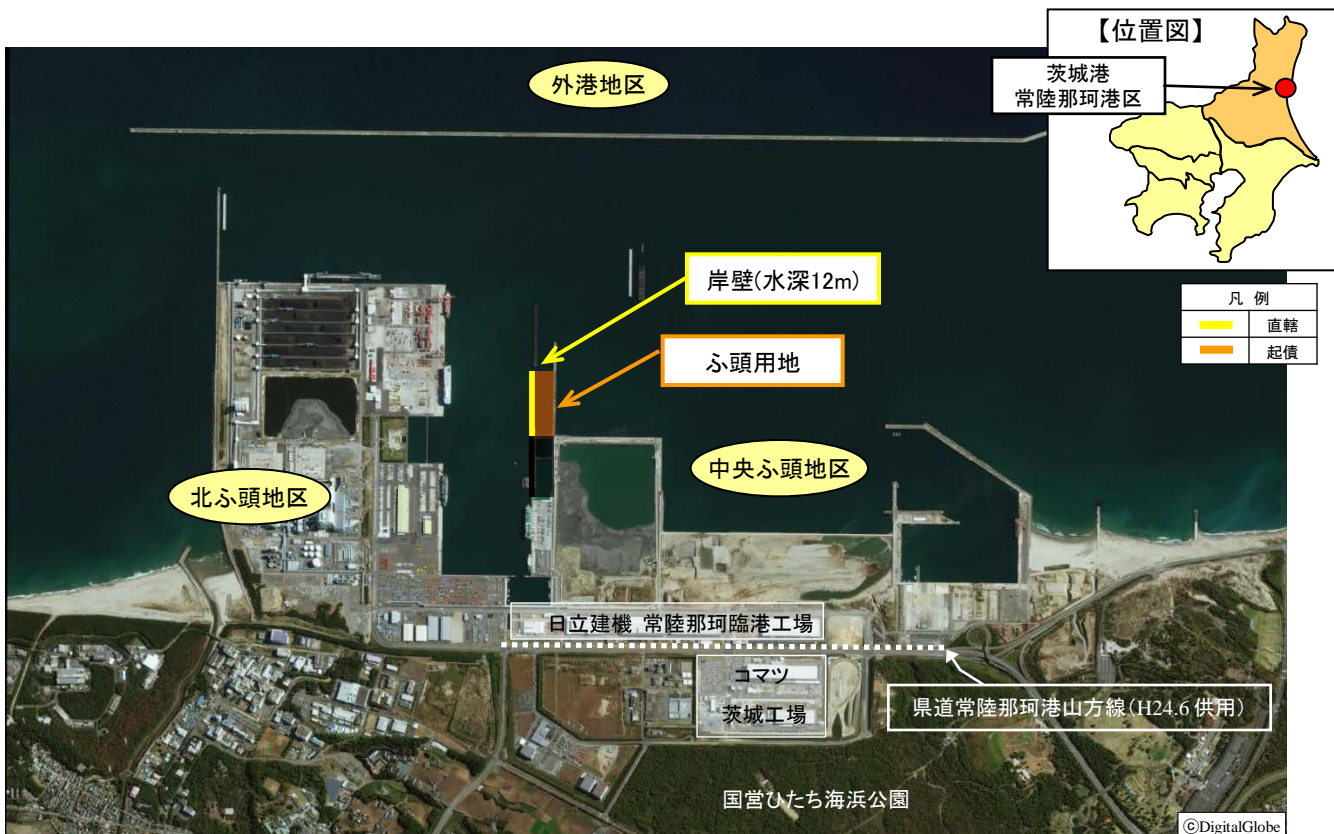 【位置図】
茨城港
常陸那珂港区
外港地区
岸壁(水深12m)
凡 例
直轄
起債
ふ頭用地
中央ふ頭地区
北ふ頭地区
日立建機 常陸那珂臨港工場
コマツ
茨城工場
県道常陸那珂港山方線(H24.6 供用)
国営ひたち海浜公園
©DigitalGlobe